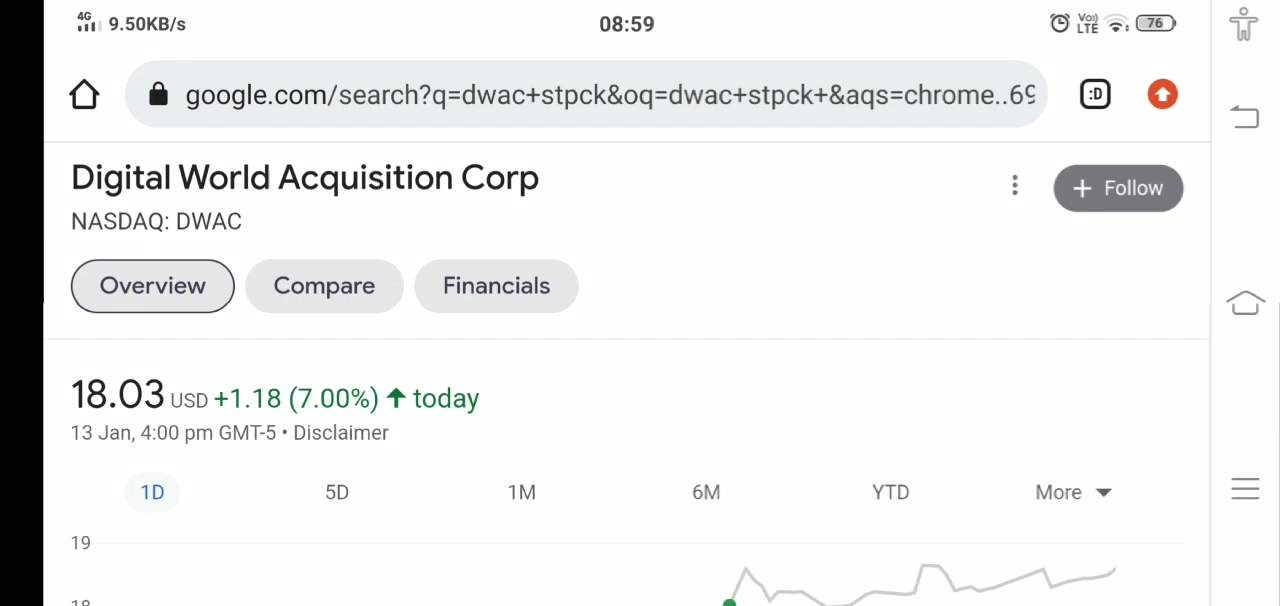 4G 9.50KB/s 08:59 Vo)) LTE 76
google.com/search?q=dwac+stpck&oq=dwac+stpck+&aqs=chrome..69 :D
Digital World Acquisition Corp
+ Follow
NASDAQ: DWAC
Overview Compare Financials
18.03 USD +1.18 (7.00%) ↑ today
13 Jan, 4:00 pm GMT-5 • Disclaimer
1D 5D 1M 6M YTD More
19
18